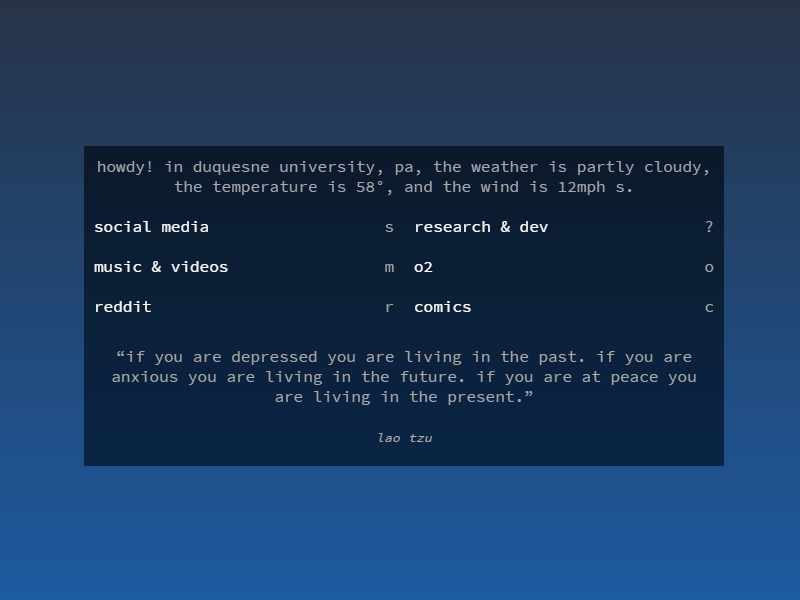 howdy! in duquesne university, pa, the weather is partly cloudy,
the temperature is 58°, and the wind is 12mph s.
social media s research & dev ?
music & videos m o2 o
reddit r comics c
“if you are depressed you are living in the past. if you are
anxious you are living in the future. if you are at peace you
are living in the present.”
lao tzu